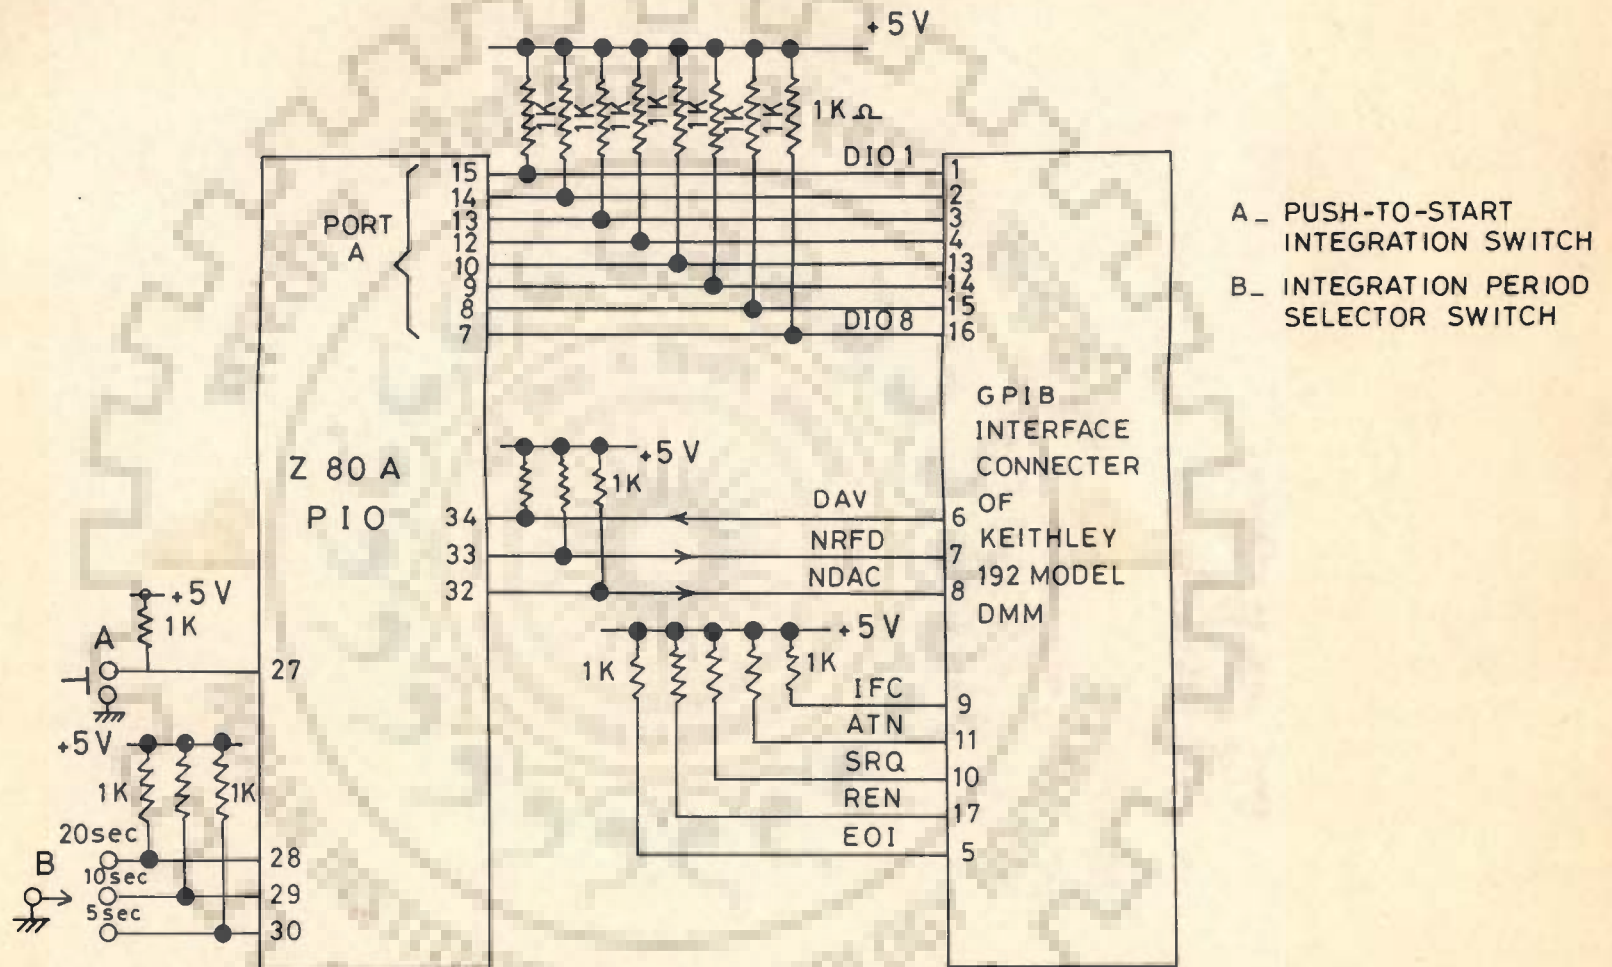 +5V
1K 1K 1K 1K 1K 1K 1K 1KΩ
DIO1
15 1
14 2
13 3
12 4
10 13
9 14
8 15
7 16
DIO8
PORT
A
A_ PUSH-TO-START
INTEGRATION SWITCH
B_ INTEGRATION PERIOD
SELECTOR SWITCH
Z 80 A
PIO
GPIB
INTERFACE
CONNECTER
OF
KEITHLEY
192 MODEL
DMM
+5V
1K
34 DAV 6
33 NRFD 7
32 NDAC 8
+5V
1K
A
27
+5V
1K 1K
IFC 9
ATN 11
SRQ 10
REN 17
EOI 5
+5V
1K 1K
20sec
28
B
10sec
29
5sec
30